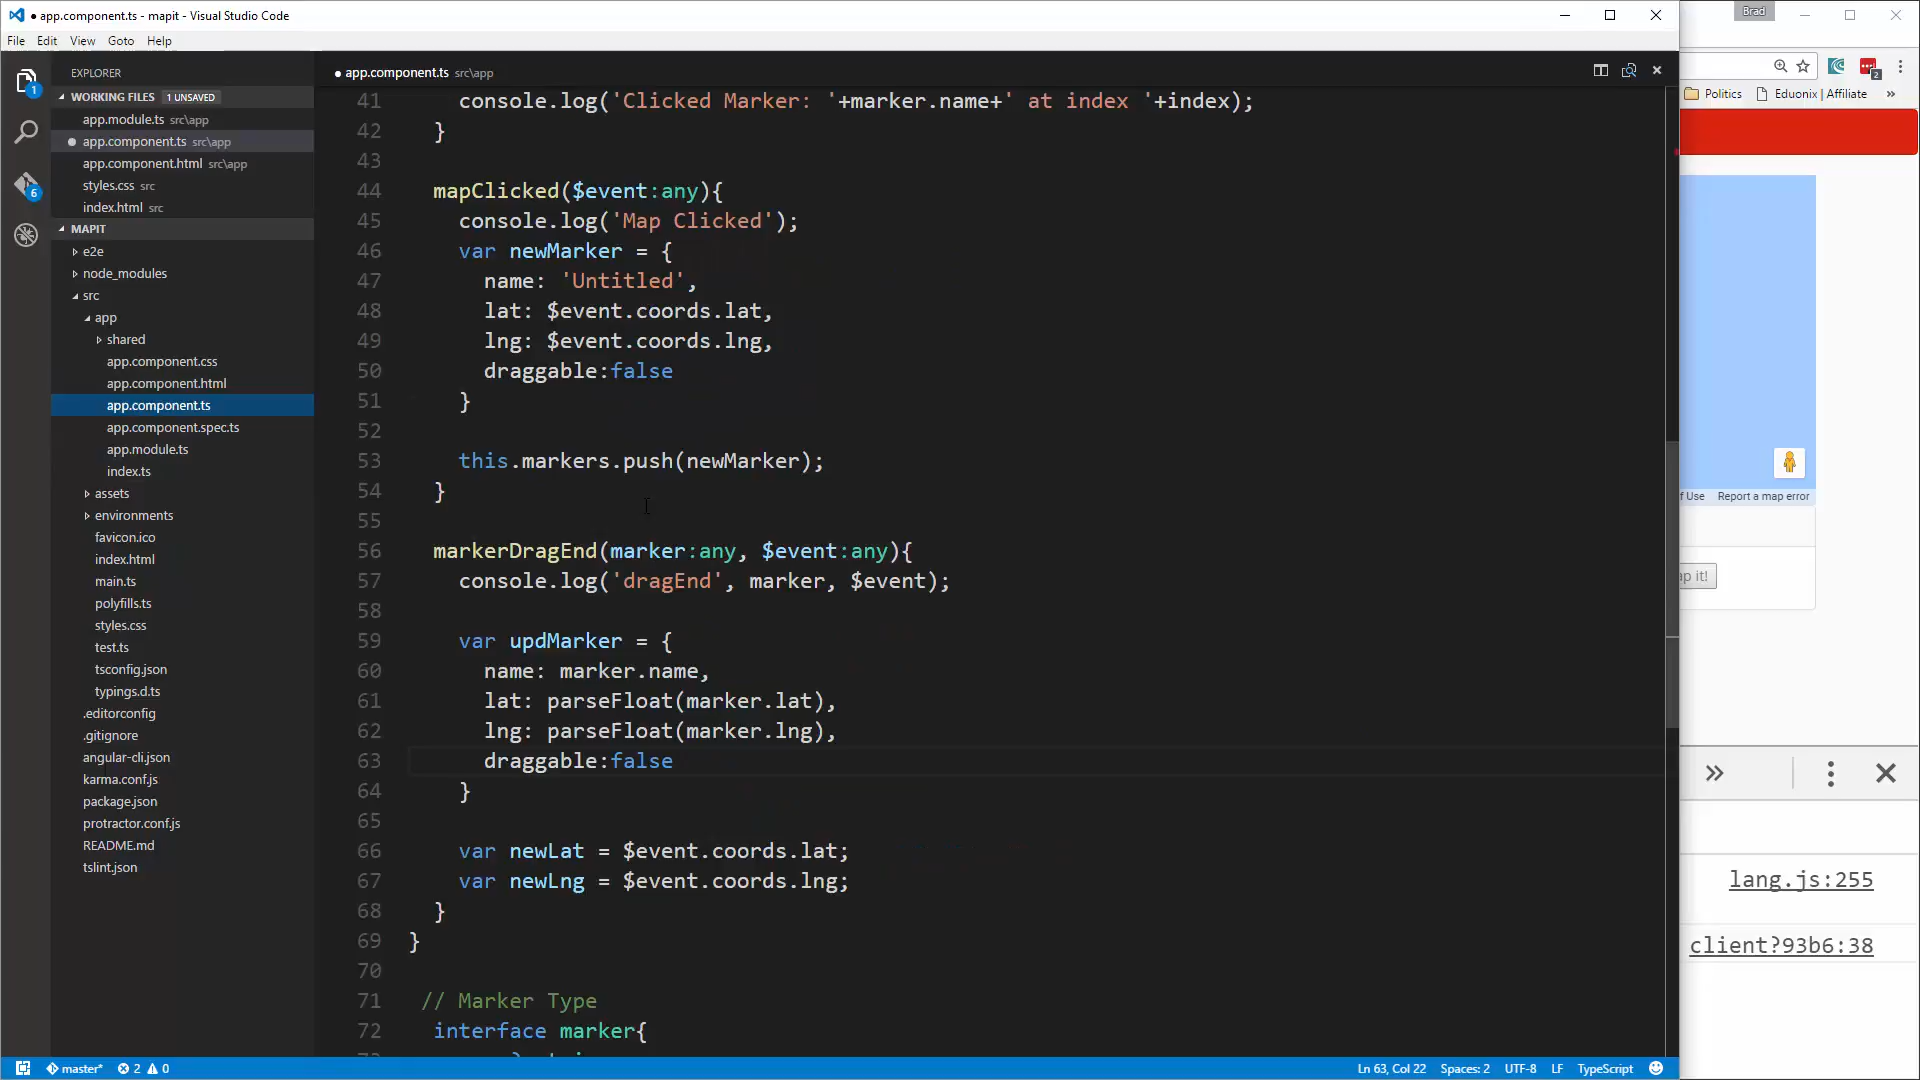 ● app.component.ts - mapit - Visual Studio Code
Brad
File Edit View Goto Help
EXPLORER
WORKING FILES 1 UNSAVED
app.module.ts src\app
app.component.ts src\app
app.component.html src\app
styles.css src
index.html src
MAPIT
e2e
node_modules
src
app
shared
app.component.css
app.component.html
app.component.ts
app.component.spec.ts
app.module.ts
index.ts
assets
environments
favicon.ico
index.html
main.ts
polyfills.ts
styles.css
test.ts
tsconfig.json
typings.d.ts
.editorconfig
.gitignore
angular-cli.json
karma.conf.js
package.json
protractor.conf.js
README.md
tslint.json
1
6
● app.component.ts src\app
41 console.log('Clicked Marker: '+marker.name+' at index '+index);
42 }
43
44 mapClicked($event:any){
45 console.log('Map Clicked');
46 var newMarker = {
47 name: 'Untitled',
48 lat: $event.coords.lat,
49 lng: $event.coords.lng,
50 draggable:false
51 }
52
53 this.markers.push(newMarker);
54 }
55
56 markerDragEnd(marker:any, $event:any){
57 console.log('dragEnd', marker, $event);
58
59 var updMarker = {
60 name: marker.name,
61 lat: parseFloat(marker.lat),
62 lng: parseFloat(marker.lng),
63 draggable:false
64 }
65
66 var newLat = $event.coords.lat;
67 var newLng = $event.coords.lng;
68 }
69 }
70
71 // Marker Type
72 interface marker{
2
Politics Eduonix | Affiliate »
f Use Report a map error
ap it!
lang.js:255
client?93b6:38
master* 2 0
Ln 63, Col 22 Spaces: 2 UTF-8 LF TypeScript